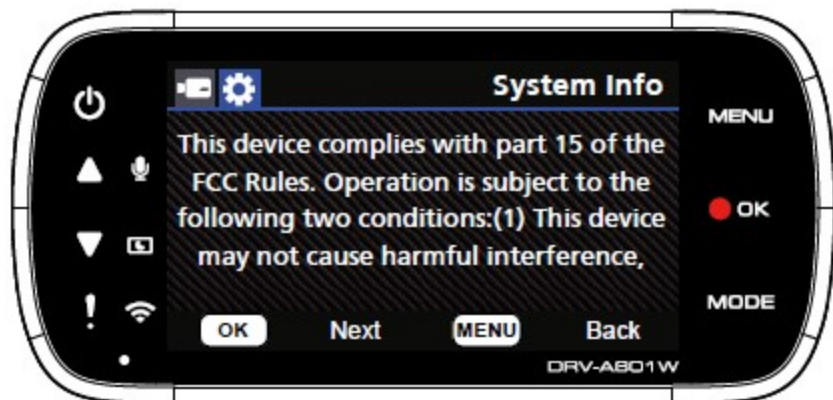 System Info
MENU
This device complies with part 15 of the
FCC Rules. Operation is subject to the
following two conditions:(1) This device
may not cause harmful interference,
OK
MODE
OK Next MENU Back
DRV-A801W